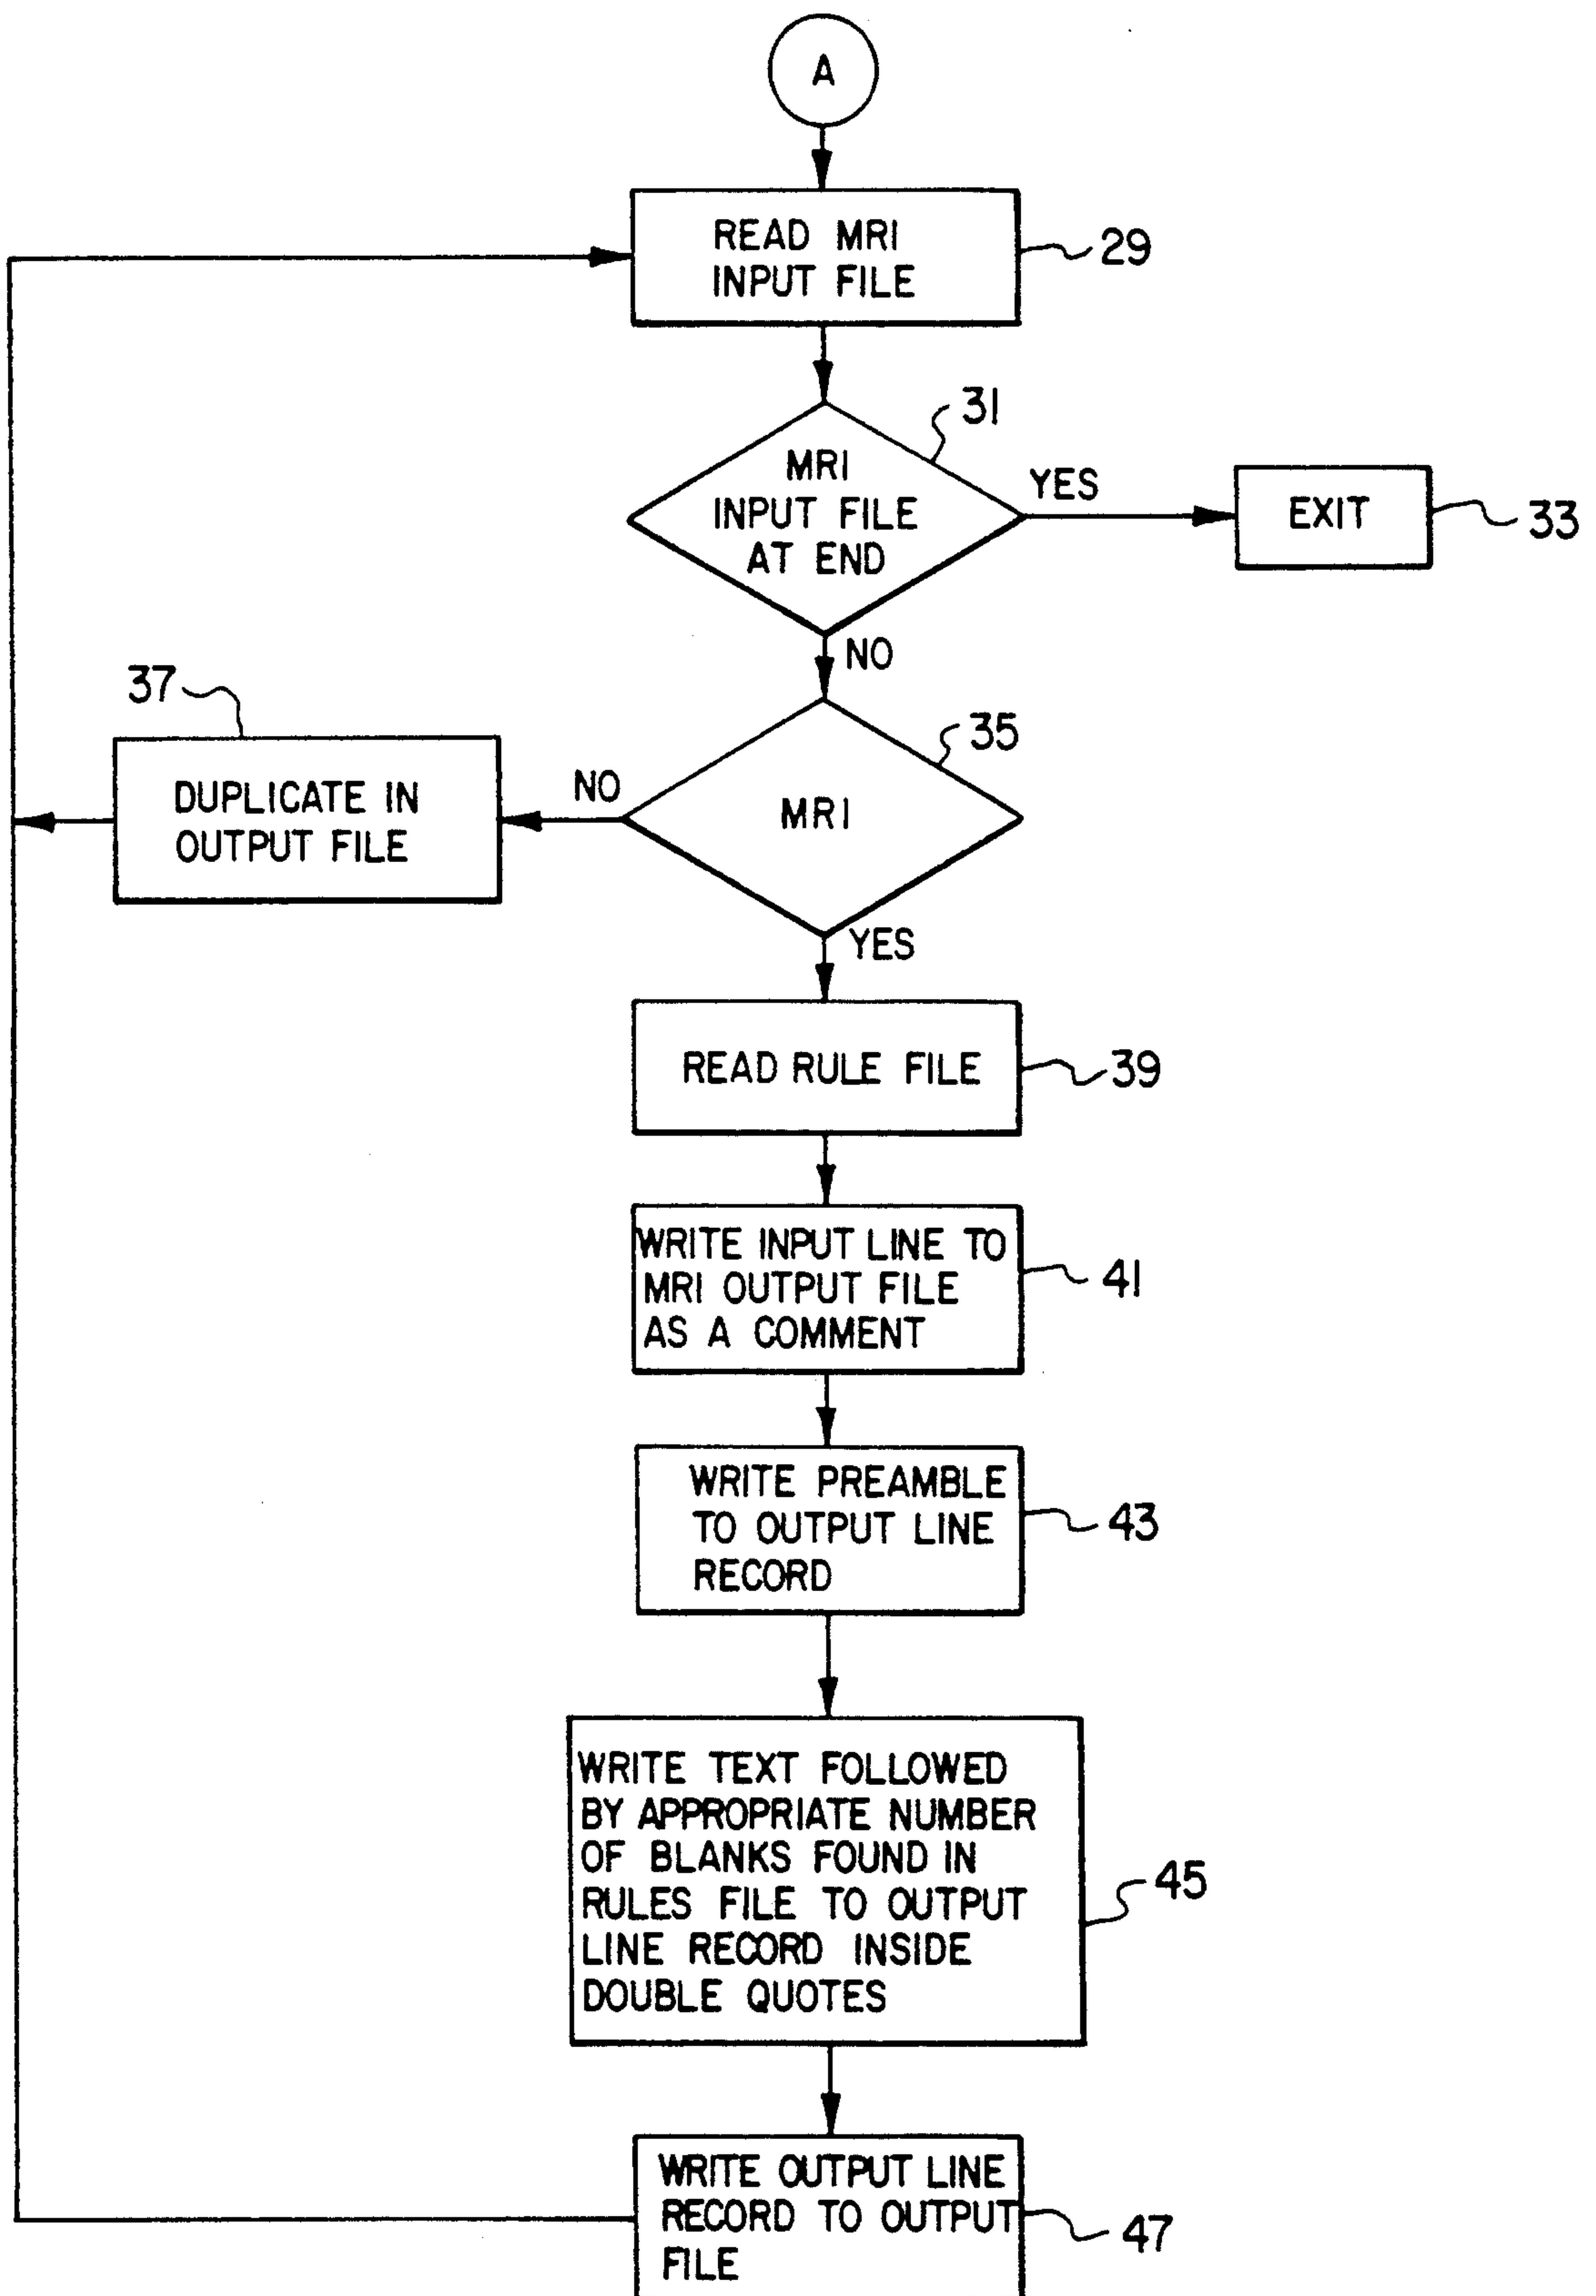 A
READ MRI
INPUT FILE
29
31
MRI
INPUT FILE
AT END
YES
EXIT
33
NO
37
35
DUPLICATE IN
OUTPUT FILE
NO
MRI
YES
READ RULE FILE
39
WRITE INPUT LINE TO
MRI OUTPUT FILE
AS A COMMENT
41
WRITE PREAMBLE
TO OUTPUT LINE
RECORD
43
WRITE TEXT FOLLOWED
BY APPROPRIATE NUMBER
OF BLANKS FOUND IN
RULES FILE TO OUTPUT
LINE RECORD INSIDE
DOUBLE QUOTES
45
WRITE OUTPUT LINE
RECORD TO OUTPUT
FILE
47